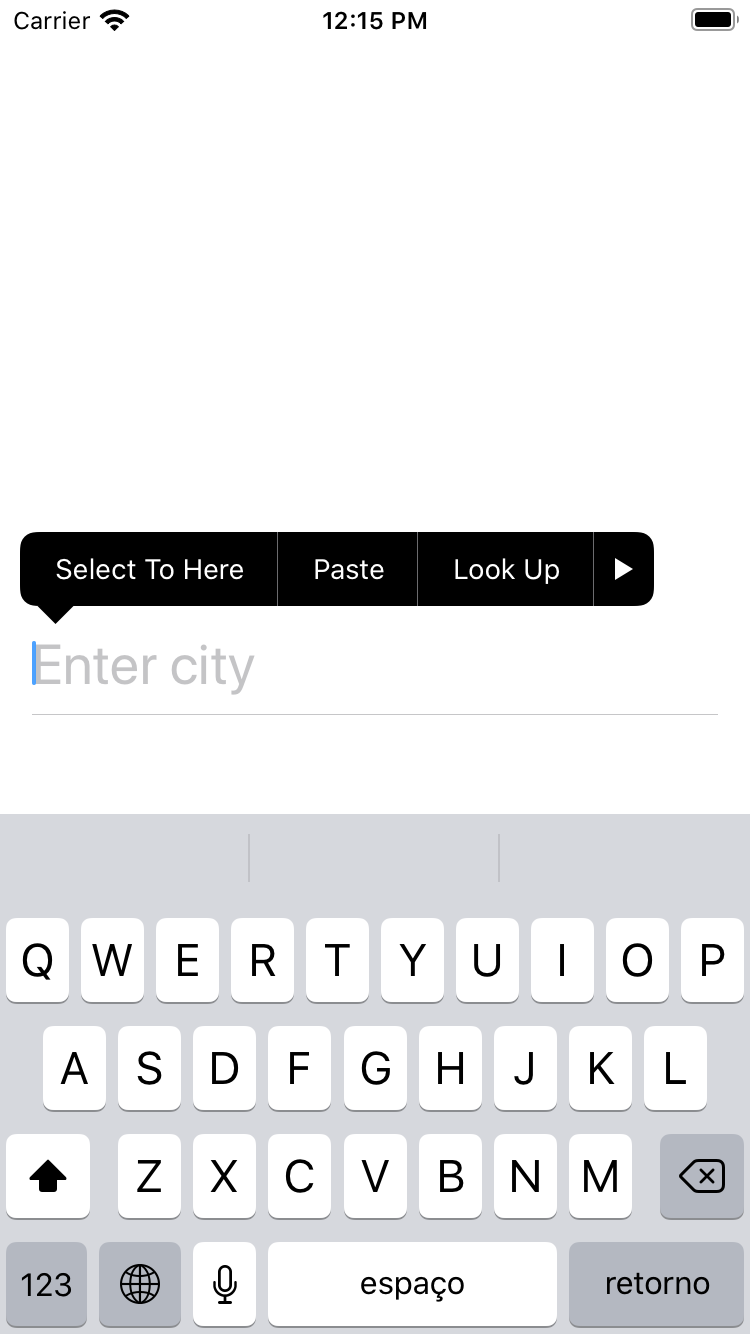 Carrier 12:15 PM
Select To Here Paste Look Up
Enter city
Q W E R T Y U I O P
A S D F G H J K L
Z X C V B N M
123 espaço retorno